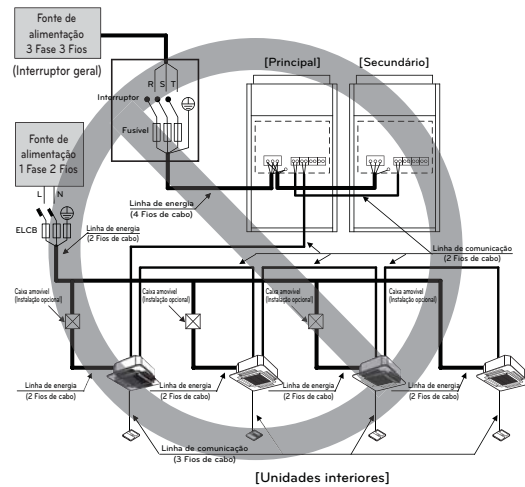 Fonte de
alimentação
3 Fase 3 Fios
(Interruptor geral)
[Principal]
[Secundário]
R S T
Interruptor
Fusível
Fonte de
alimentação
1 Fase 2 Fios
L N
ELCB
Linha de energia
(2 Fios de cabo)
Linha de energia
(4 Fios de cabo)
Linha de comunicação
(2 Fios de cabo)
Caixa amovível
(Instalação opcional)
Caixa amovível
(Instalação opcional)
Caixa amovível
(Instalação opcional)
Linha de energia
(2 Fios de cabo)
Linha de energia
(2 Fios de cabo)
Linha de energia
(2 Fios de cabo)
Linha de energia
(2 Fios de cabo)
Linha de comunicação
(3 Fios de cabo)
[Unidades interiores]